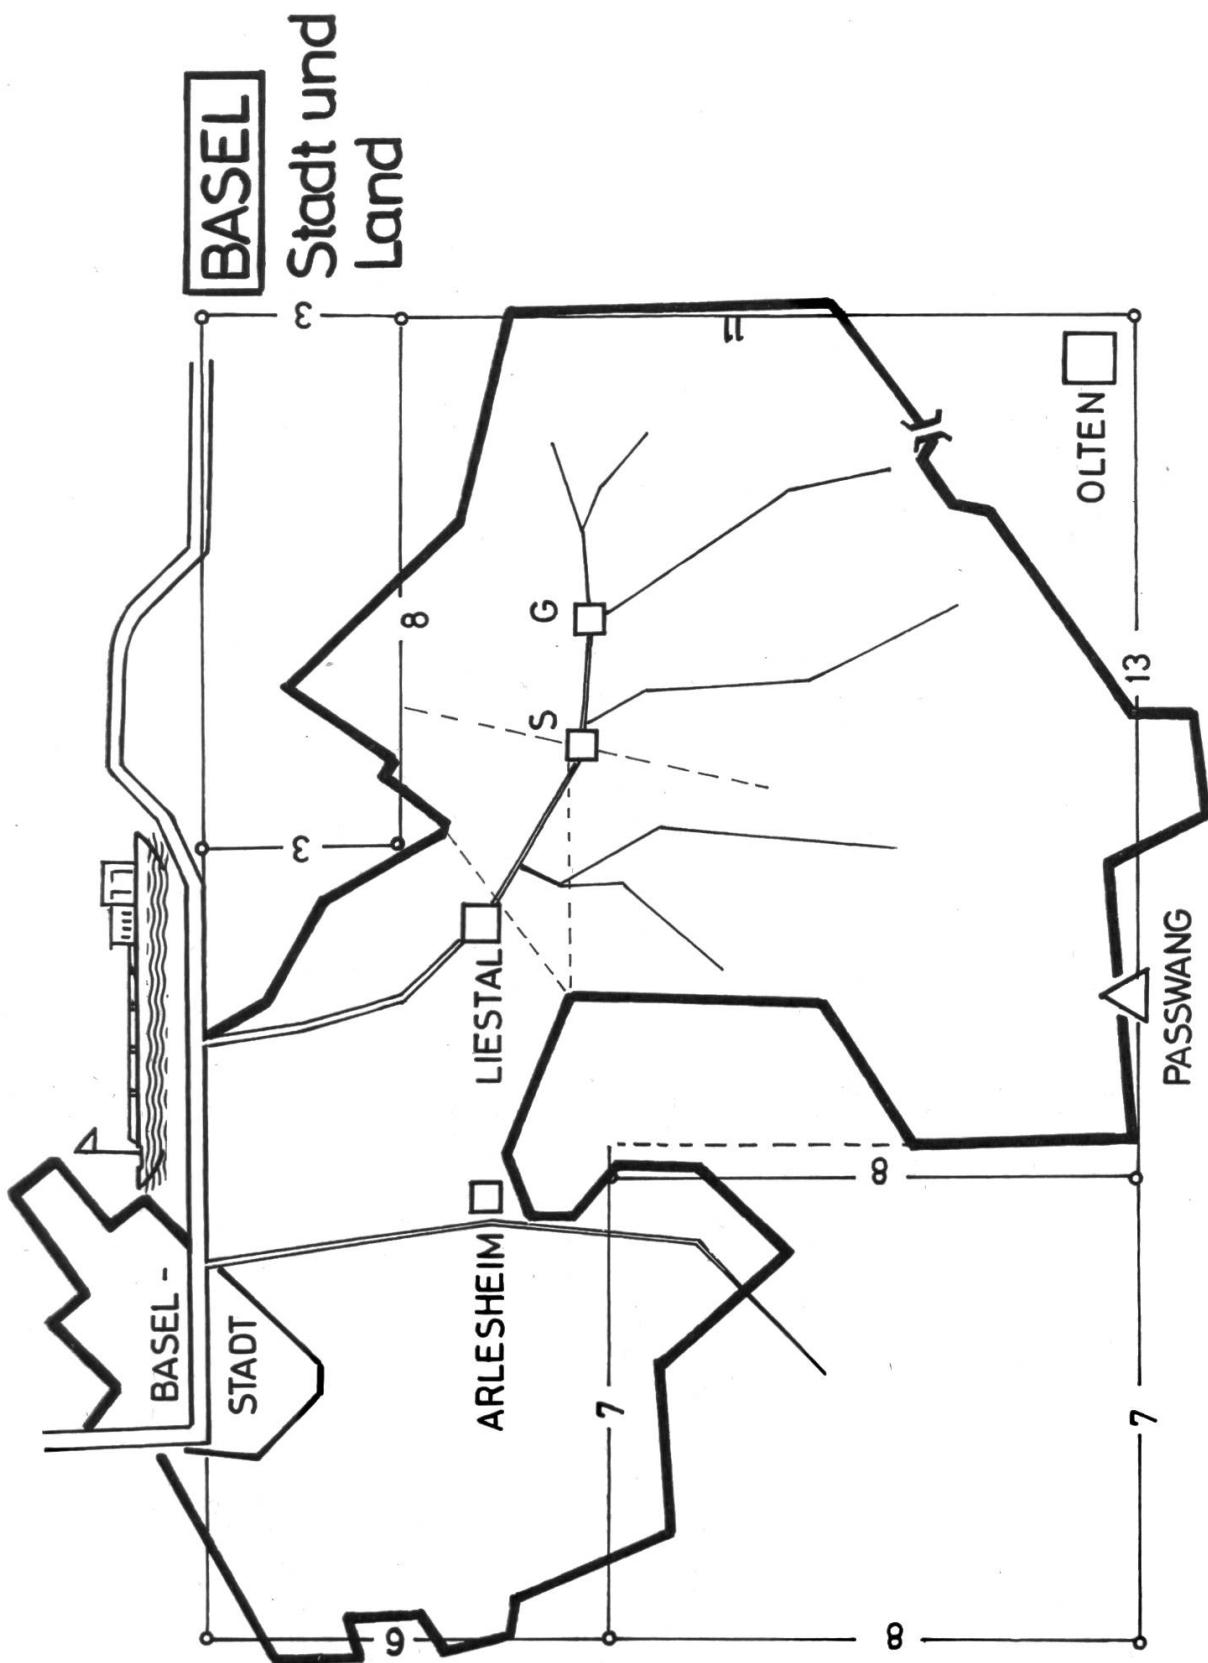 BASEL
Stadt und
Land
3
3
8
11
BASEL -
STADT
LIESTAL
S
G
ARLESHEIM
6
7
8
8
7
13
OLTEN
PASSWANG